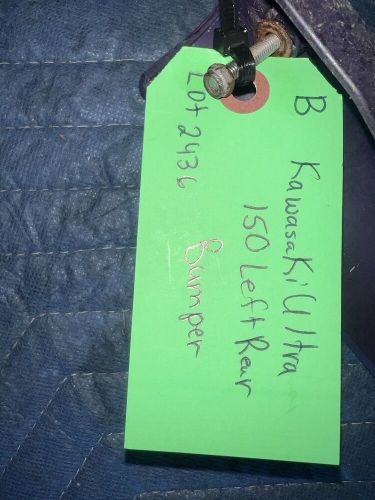 B Kawasaki Ultra
150 Left Rear
Bumper
Lot 2436